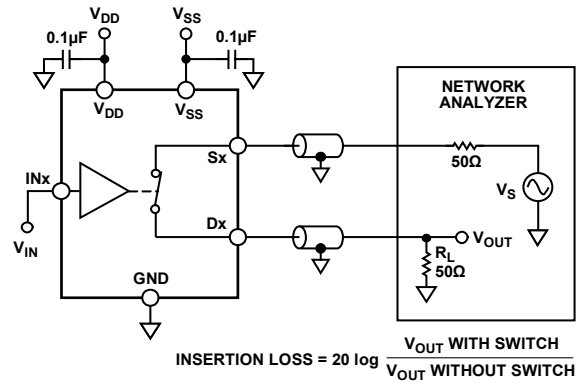 V_DD V_SS
0.1µF 0.1µF
V_DD V_SS
NETWORK
ANALYZER
Sx
50Ω
V_S
INx
Dx
V_OUT
V_IN
R_L
50Ω
GND
INSERTION LOSS = 20 log V_OUT WITH SWITCH
V_OUT WITHOUT SWITCH